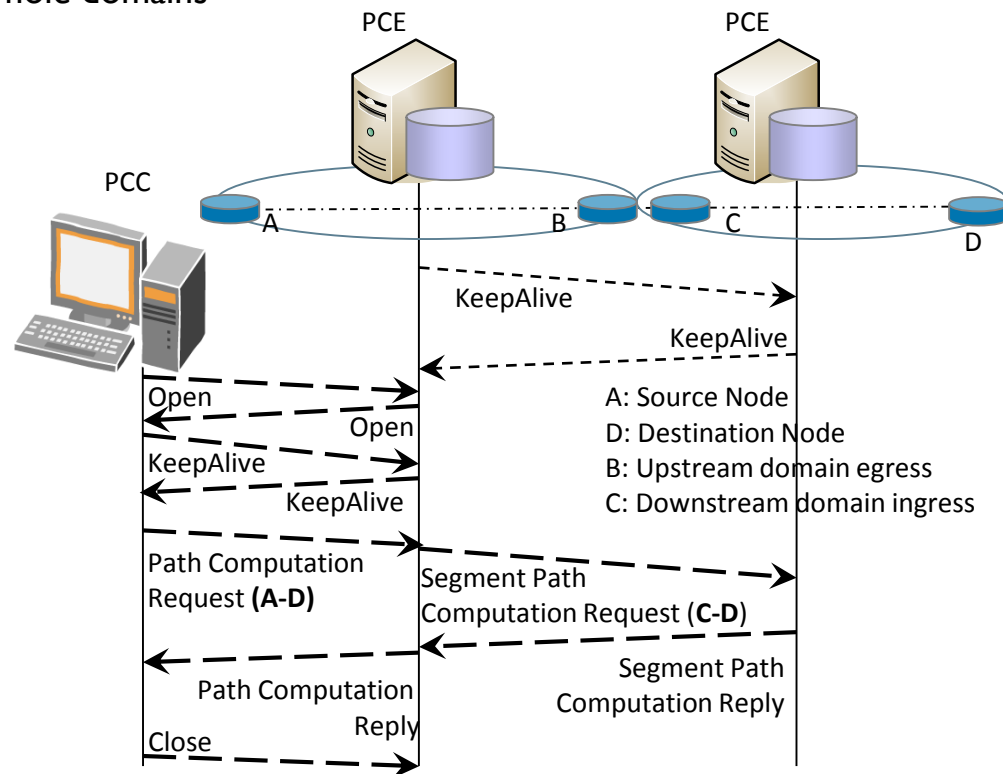 PCE
PCE
PCC
A
B
C
D
KeepAlive
KeepAlive
Open
Open
KeepAlive
KeepAlive
A: Source Node
D: Destination Node
B: Upstream domain egress
C: Downstream domain ingress
Path Computation
Request (A-D)
Segment Path
Computation Request (C-D)
Path Computation
Reply
Segment Path
Computation Reply
Close